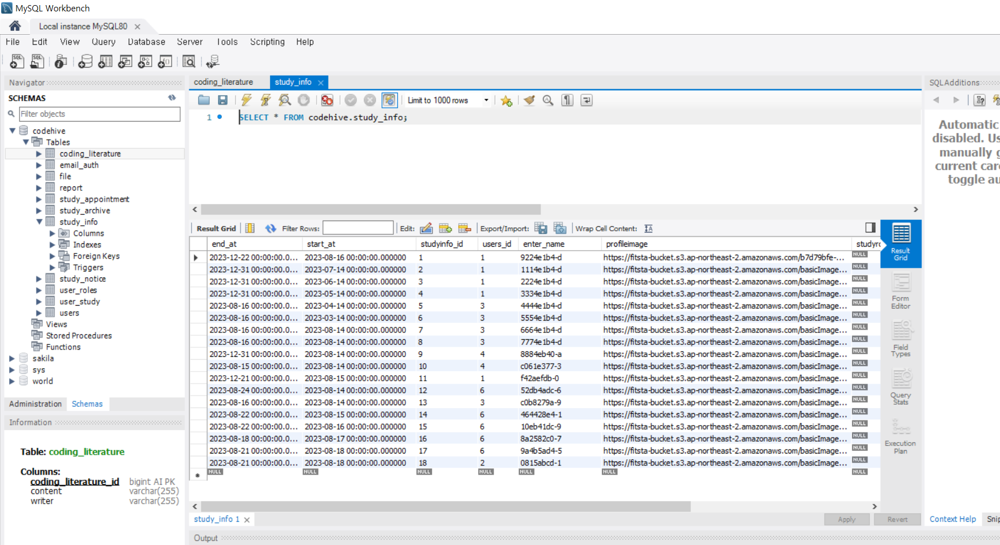 MySQL Workbench
Local instance MySQL80
File Edit View Query Database Server Tools Scripting Help
Navigator
SCHEMAS
Filter objects
codehive
Tables
coding_literature
email_auth
file
report
study_appointment
study_archive
study_info
Columns
Indexes
Foreign Keys
Triggers
study_notice
user_roles
user_study
users
Views
Stored Procedures
Functions
sakila
sys
world
Administration Schemas
Information
Table: coding_literature
Columns:
coding_literature_id bigint AI PK
content varchar(255)
writer varchar(255)
coding_literature study_info
Limit to 1000 rows
1 SELECT * FROM codehive.study_info;
Result Grid Filter Rows: Edit: Export/Import: Wrap Cell Content:
end_at start_at studyinfo_id users_id enter_name profileimage studyro
2023-12-22 00:00:00.0... 2023-08-16 00:00:00.000000 1 1 9224e1b4-d https://fitsta-bucket.s3.ap-northeast-2.amazonaws.com/b7d79bfe-... NULL
2023-12-31 00:00:00.0... 2023-07-14 00:00:00.000000 2 1 1114e1b4-d https://fitsta-bucket.s3.ap-northeast-2.amazonaws.com/basicImage... NULL
2023-12-31 00:00:00.0... 2023-06-14 00:00:00.000000 3 1 2224e1b4-d https://fitsta-bucket.s3.ap-northeast-2.amazonaws.com/basicImage... NULL
2023-12-31 00:00:00.0... 2023-05-14 00:00:00.000000 4 1 3334e1b4-d https://fitsta-bucket.s3.ap-northeast-2.amazonaws.com/basicImage... NULL
2023-08-16 00:00:00.0... 2023-04-14 00:00:00.000000 5 3 4444e1b4-d https://fitsta-bucket.s3.ap-northeast-2.amazonaws.com/basicImage... NULL
2023-08-16 00:00:00.0... 2023-03-14 00:00:00.000000 6 3 5554e1b4-d https://fitsta-bucket.s3.ap-northeast-2.amazonaws.com/basicImage... NULL
2023-08-16 00:00:00.0... 2023-08-14 00:00:00.000000 7 3 6664e1b4-d https://fitsta-bucket.s3.ap-northeast-2.amazonaws.com/basicImage... NULL
2023-08-16 00:00:00.0... 2023-08-14 00:00:00.000000 8 3 7774e1b4-d https://fitsta-bucket.s3.ap-northeast-2.amazonaws.com/basicImage... NULL
2023-12-31 00:00:00.0... 2023-08-14 00:00:00.000000 9 4 8884eb40-a https://fitsta-bucket.s3.ap-northeast-2.amazonaws.com/basicImage... NULL
2023-08-15 00:00:00.0... 2023-08-14 00:00:00.000000 10 4 c061e377-3 https://fitsta-bucket.s3.ap-northeast-2.amazonaws.com/basicImage... NULL
2023-12-21 00:00:00.0... 2023-08-15 00:00:00.000000 11 1 f42aefdb-0 https://fitsta-bucket.s3.ap-northeast-2.amazonaws.com/basicImage... NULL
2023-08-24 00:00:00.0... 2023-08-14 00:00:00.000000 12 6 52db4adc-6 https://fitsta-bucket.s3.ap-northeast-2.amazonaws.com/basicImage... NULL
2023-08-16 00:00:00.0... 2023-08-14 00:00:00.000000 13 3 c0b8279a-9 https://fitsta-bucket.s3.ap-northeast-2.amazonaws.com/basicImage... NULL
2023-08-22 00:00:00.0... 2023-08-15 00:00:00.000000 14 6 464428e4-1 https://fitsta-bucket.s3.ap-northeast-2.amazonaws.com/basicImage... NULL
2023-08-22 00:00:00.0... 2023-08-16 00:00:00.000000 15 6 10eb41dc-9 https://fitsta-bucket.s3.ap-northeast-2.amazonaws.com/basicImage... NULL
2023-08-18 00:00:00.0... 2023-08-17 00:00:00.000000 16 6 8a2582c0-7 https://fitsta-bucket.s3.ap-northeast-2.amazonaws.com/basicImage... NULL
2023-08-21 00:00:00.0... 2023-08-18 00:00:00.000000 17 6 9a4b5ad4-5 https://fitsta-bucket.s3.ap-northeast-2.amazonaws.com/basicImage... NULL
2023-08-21 00:00:00.0... 2023-08-18 00:00:00.000000 18 2 0815abcd-1 https://fitsta-bucket.s3.ap-northeast-2.amazonaws.com/basicImage... NULL
NULL NULL NULL NULL NULL NULL NULL
Result
Grid
Form
Editor
Field
Types
Query
Stats
Execution
Plan
study_info 1
Apply Revert
Output
SQLAdditions
Automatic
disabled. Us
manually g
current care
toggle au
Context Help Snip